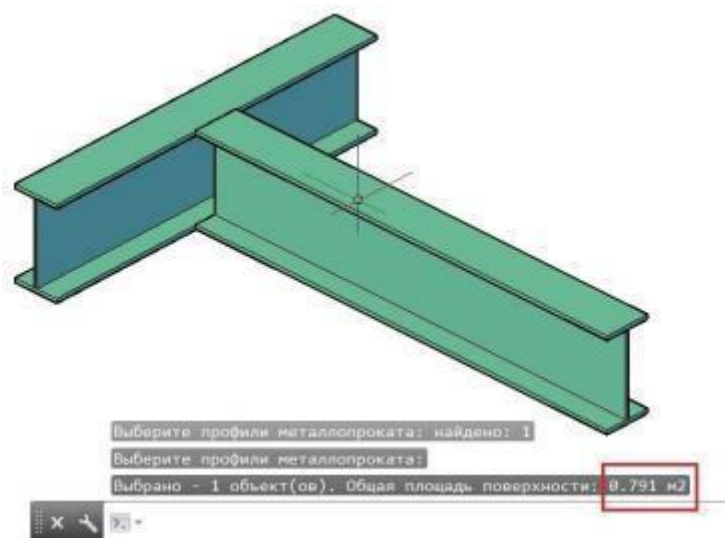 Выберите профили металлопроката: найдено: 1
Выберите профили металлопроката:
Выбрано - 1 объект(ов). Общая площадь поверхности: 0.791 м2